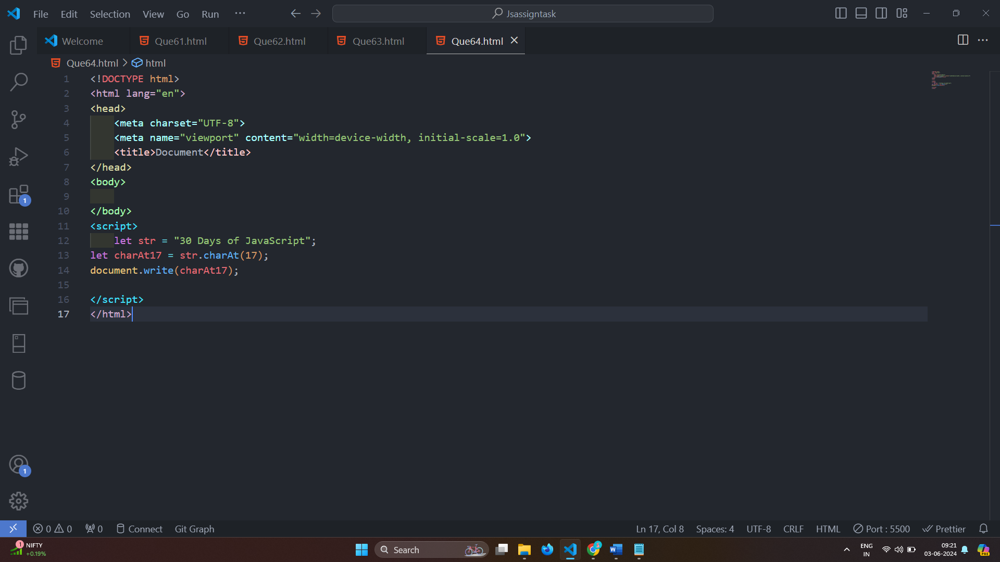 File Edit Selection View Go Run ··· Jsassigntask
Welcome Que61.html Que62.html Que63.html Que64.html
Que64.html > html
1 <!DOCTYPE html>
2 <html lang="en">
3 <head>
4 <meta charset="UTF-8">
5 <meta name="viewport" content="width=device-width, initial-scale=1.0">
6 <title>Document</title>
7 </head>
8 <body>
9
10 </body>
11 <script>
12 let str = "30 Days of JavaScript";
13 let charAt17 = str.charAt(17);
14 document.write(charAt17);
15
16 </script>
17 </html>
1
1
0 0 0 Connect Git Graph Ln 17, Col 8 Spaces: 4 UTF-8 CRLF HTML Port : 5500 Prettier
1 NIFTY
+0.19%
Search
ENG
IN
09:21
03-06-2024
PRE